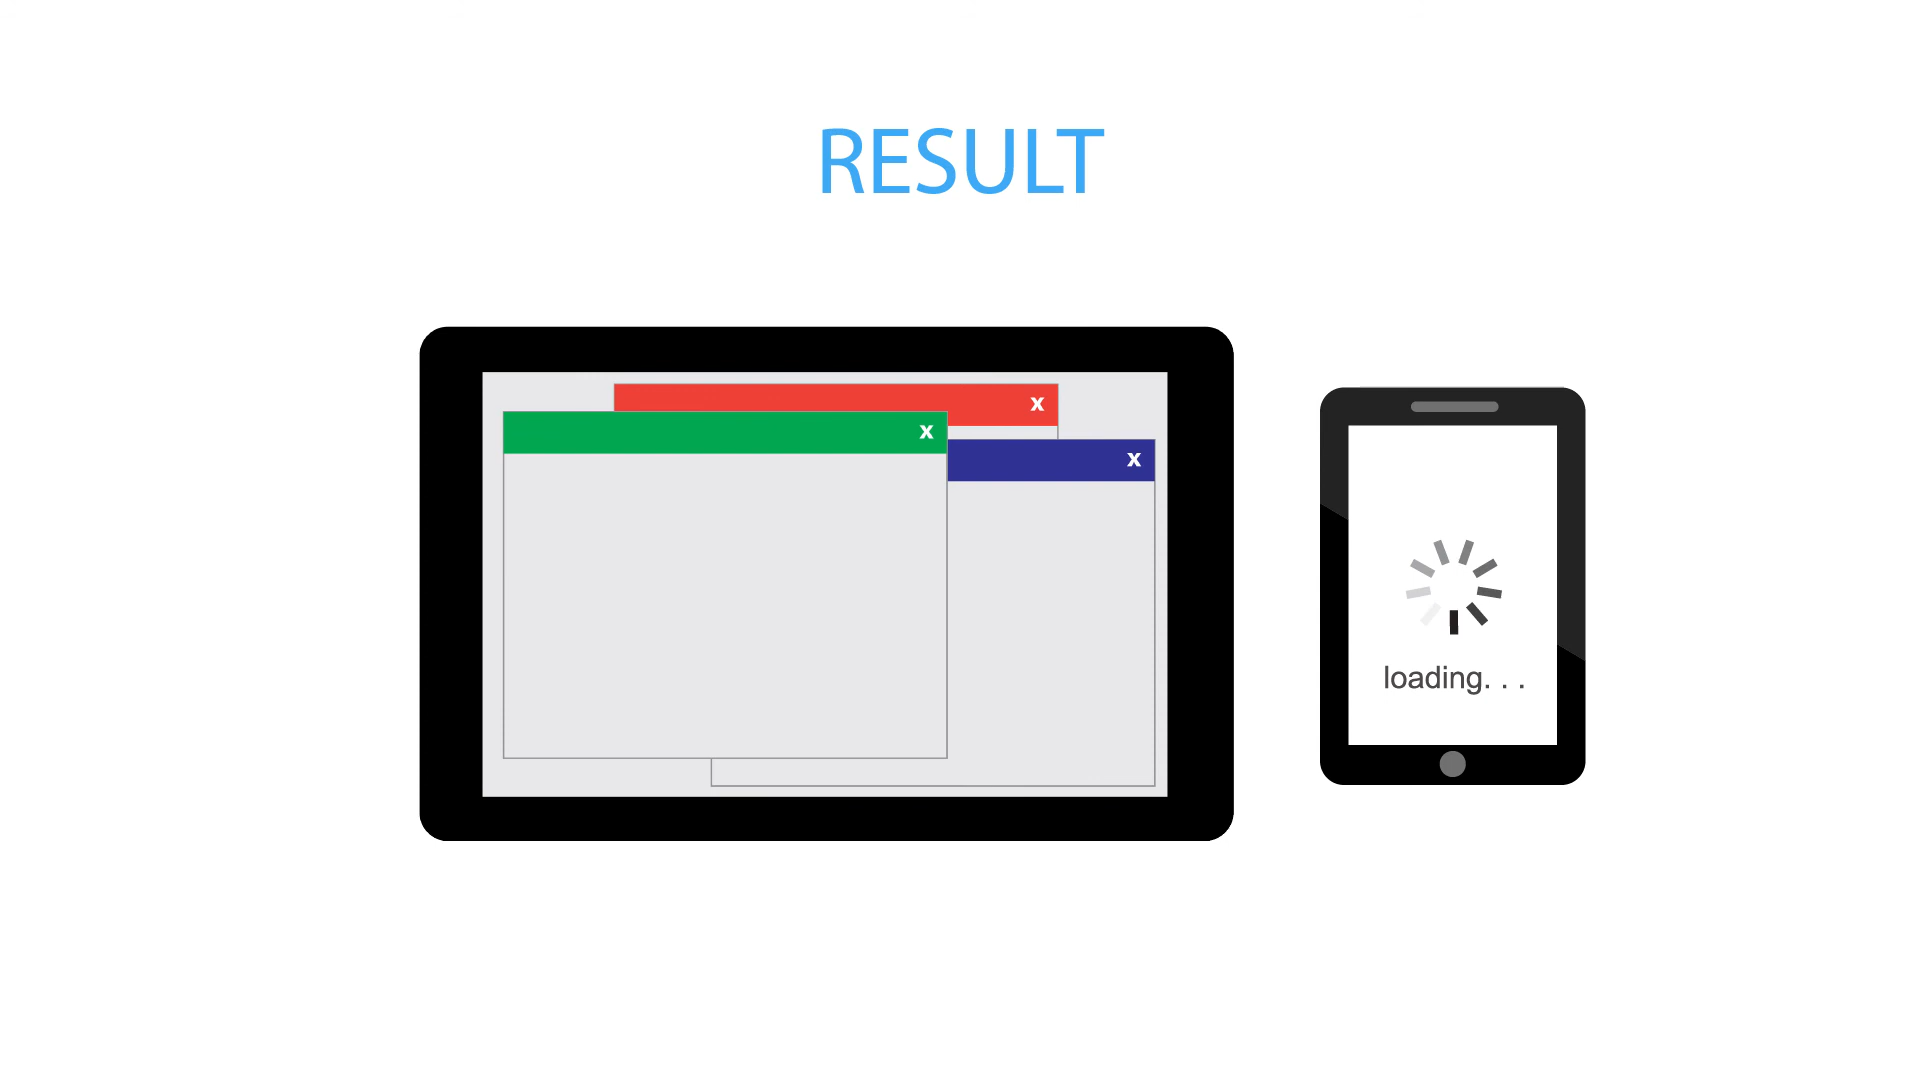 RESULT
x
x
x
loading. . .